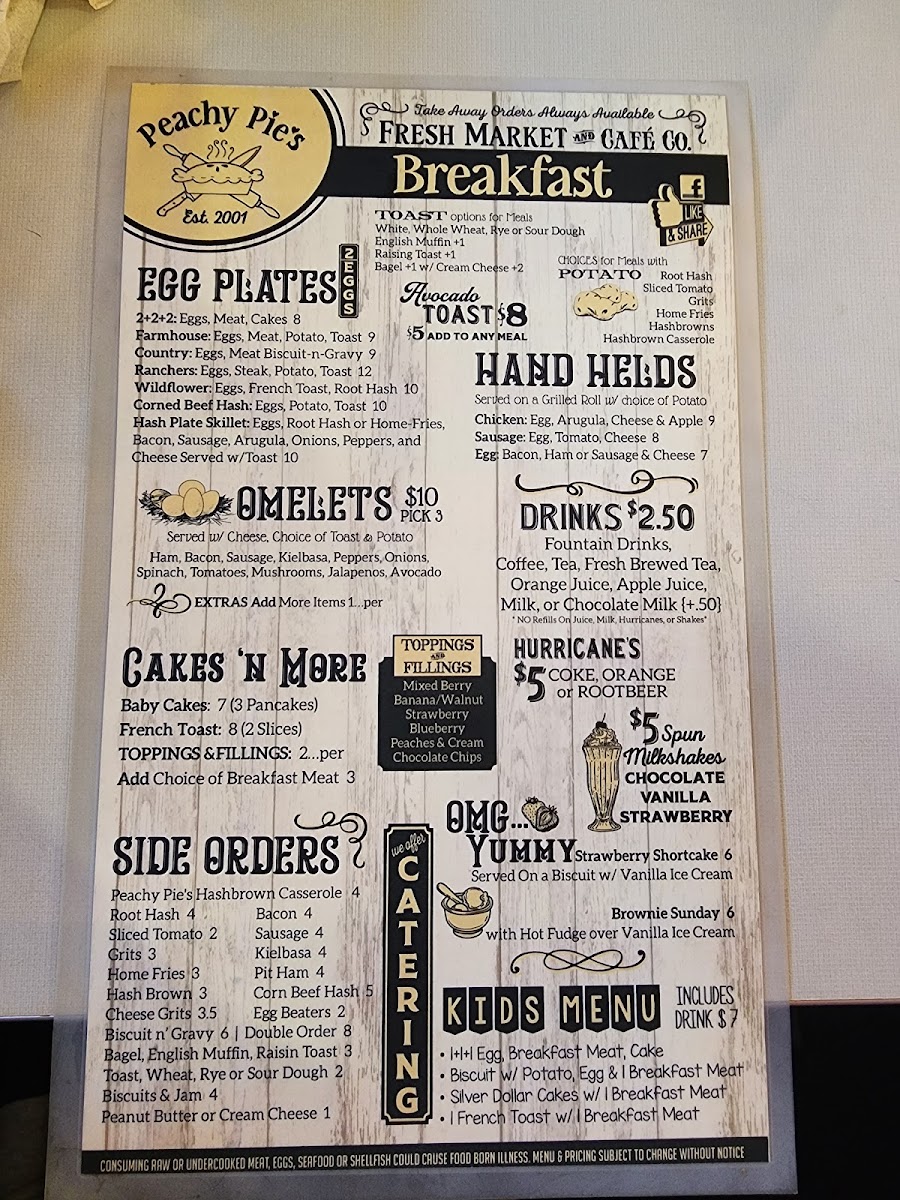 Peachy Pie's
Est. 2001
Take Away Orders Always Available
FRESH MARKET AND CAFÉ CO.
Breakfast
f
LIKE
& SHARE
TOAST options for Meals
White, Whole Wheat, Rye or Sour Dough
English Muffin +1
Raising Toast +1
Bagel +1 w/ Cream Cheese +2
CHOICES for Meals with
POTATO
Root Hash
Sliced Tomato
Grits
Home Fries
Hashbrowns
Hashbrown Casserole
EGG PLATES
2 EGGS
2+2+2: Eggs, Meat, Cakes 8
Farmhouse: Eggs, Meat, Potato, Toast 9
Country: Eggs, Meat Biscuit-n-Gravy 9
Ranchers: Eggs, Steak, Potato, Toast 12
Wildflower: Eggs, French Toast, Root Hash 10
Corned Beef Hash: Eggs, Potato, Toast 10
Hash Plate Skillet: Eggs, Root Hash or Home-Fries,
Bacon, Sausage, Arugula, Onions, Peppers, and
Cheese Served w/Toast 10
Avocado
TOAST $8
$5 ADD TO ANY MEAL
HAND HELDS
Served on a Grilled Roll w/ choice of Potato
Chicken: Egg, Arugula, Cheese & Apple 9
Sausage: Egg, Tomato, Cheese 8
Egg: Bacon, Ham or Sausage & Cheese 7
OMELETS $10
PICK 3
Served w/ Cheese, Choice of Toast & Potato
Ham, Bacon, Sausage, Kielbasa, Peppers, Onions,
Spinach, Tomatoes, Mushrooms, Jalapenos, Avocado
EXTRAS Add More Items 1...per
DRINKS $2.50
Fountain Drinks,
Coffee, Tea, Fresh Brewed Tea,
Orange Juice, Apple Juice,
Milk, or Chocolate Milk {+.50}
* NO Refills On Juice, Milk, Hurricanes, or Shakes*
CAKES 'N MORE
Baby Cakes: 7 (3 Pancakes)
French Toast: 8 (2 Slices)
TOPPINGS & FILLINGS: 2...per
Add Choice of Breakfast Meat 3
TOPPINGS
AND
FILLINGS
Mixed Berry
Banana/Walnut
Strawberry
Blueberry
Peaches & Cream
Chocolate Chips
HURRICANE'S
$5 COKE, ORANGE
or ROOTBEER
$5 Spun
Milkshakes
CHOCOLATE
VANILLA
STRAWBERRY
SIDE ORDERS
Peachy Pie's Hashbrown Casserole 4
Root Hash 4 Bacon 4
Sliced Tomato 2 Sausage 4
Grits 3 Kielbasa 4
Home Fries 3 Pit Ham 4
Hash Brown 3 Corn Beef Hash 5
Cheese Grits 3.5 Egg Beaters 2
Biscuit n' Gravy 6 | Double Order 8
Bagel, English Muffin, Raisin Toast 3
Toast, Wheat, Rye or Sour Dough 2
Biscuits & Jam 4
Peanut Butter or Cream Cheese 1
we offer
CATERING
OMG...
YUMMY Strawberry Shortcake 6
Served On a Biscuit w/ Vanilla Ice Cream
Brownie Sunday 6
with Hot Fudge over Vanilla Ice Cream
KIDS MENU INCLUDES
DRINK $7
• 1+1+1 Egg, Breakfast Meat, Cake
• Biscuit w/ Potato, Egg & 1 Breakfast Meat
• Silver Dollar Cakes w/ 1 Breakfast Meat
• 1 French Toast w/ 1 Breakfast Meat
CONSUMING RAW OR UNDERCOOKED MEAT, EGGS, SEAFOOD OR SHELLFISH COULD CAUSE FOOD BORN ILLNESS. MENU & PRICING SUBJECT TO CHANGE WITHOUT NOTICE